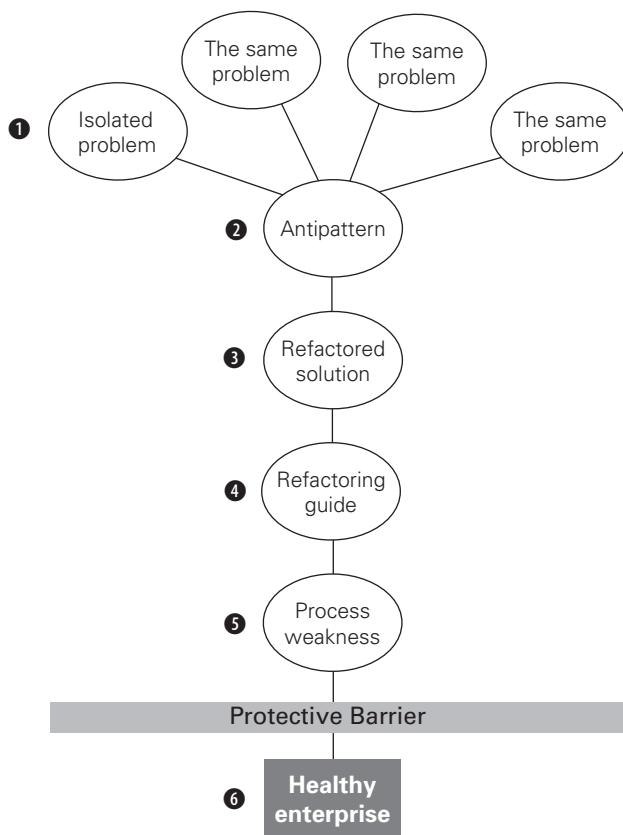 The same
problem
The same
problem
❶
Isolated
problem
The same
problem
❷
Antipattern
❸
Refactored
solution
❹
Refactoring
guide
❺
Process
weakness
Protective Barrier
❻
Healthy
enterprise